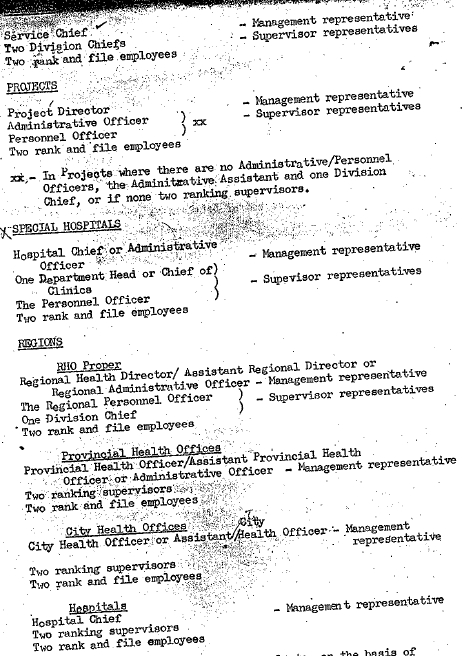 Service Chief - Management representative
Two Division Chiefs - Supervisor representatives
Two rank and file employees
PROJECTS
Project Director - Management representative
Administrative Officer ) xx - Supervisor representatives
Personnel Officer )
Two rank and file employees
xx,- In Projects where there are no Administrative/Personnel
Officers, the Adminitrative Assistant and one Division
Chief, or if none two ranking supervisors.
SPECIAL HOSPITALS
Hospital Chief or Administrative
Officer - Management representative
One Department Head or Chief of)
Clinics ) - Supevisor representatives
The Personnel Officer )
Two rank and file employees
REGIONS
RHO Proper
Regional Health Director/ Assistant Regional Director or
Regional Administrative Officer - Management representative
The Regional Personnel Officer ) - Supervisor representatives
One Division Chief )
Two rank and file employees
Provincial Health Offices
Provincial Health Officer/Assistant Provincial Health
Officer or Administrative Officer - Management representative
Two ranking supervisors
Two rank and file employees
City Health Offices
City
City Health Officer or Assistant/Health Officer - Management
representative
Two ranking supervisors
Two rank and file employees
Hospitals
Hospital Chief - Management representative
Two ranking supervisors
Two rank and file employees
on the basis of